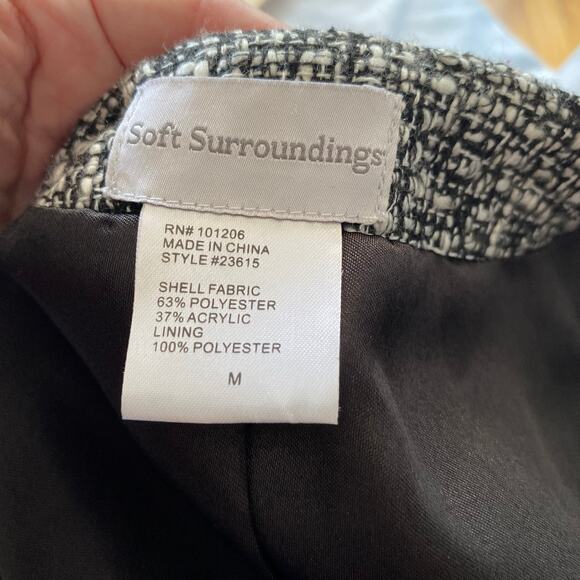 Soft Surroundings
RN# 101206
MADE IN CHINA
STYLE #23615
SHELL FABRIC
63% POLYESTER
37% ACRYLIC
LINING
100% POLYESTER
M